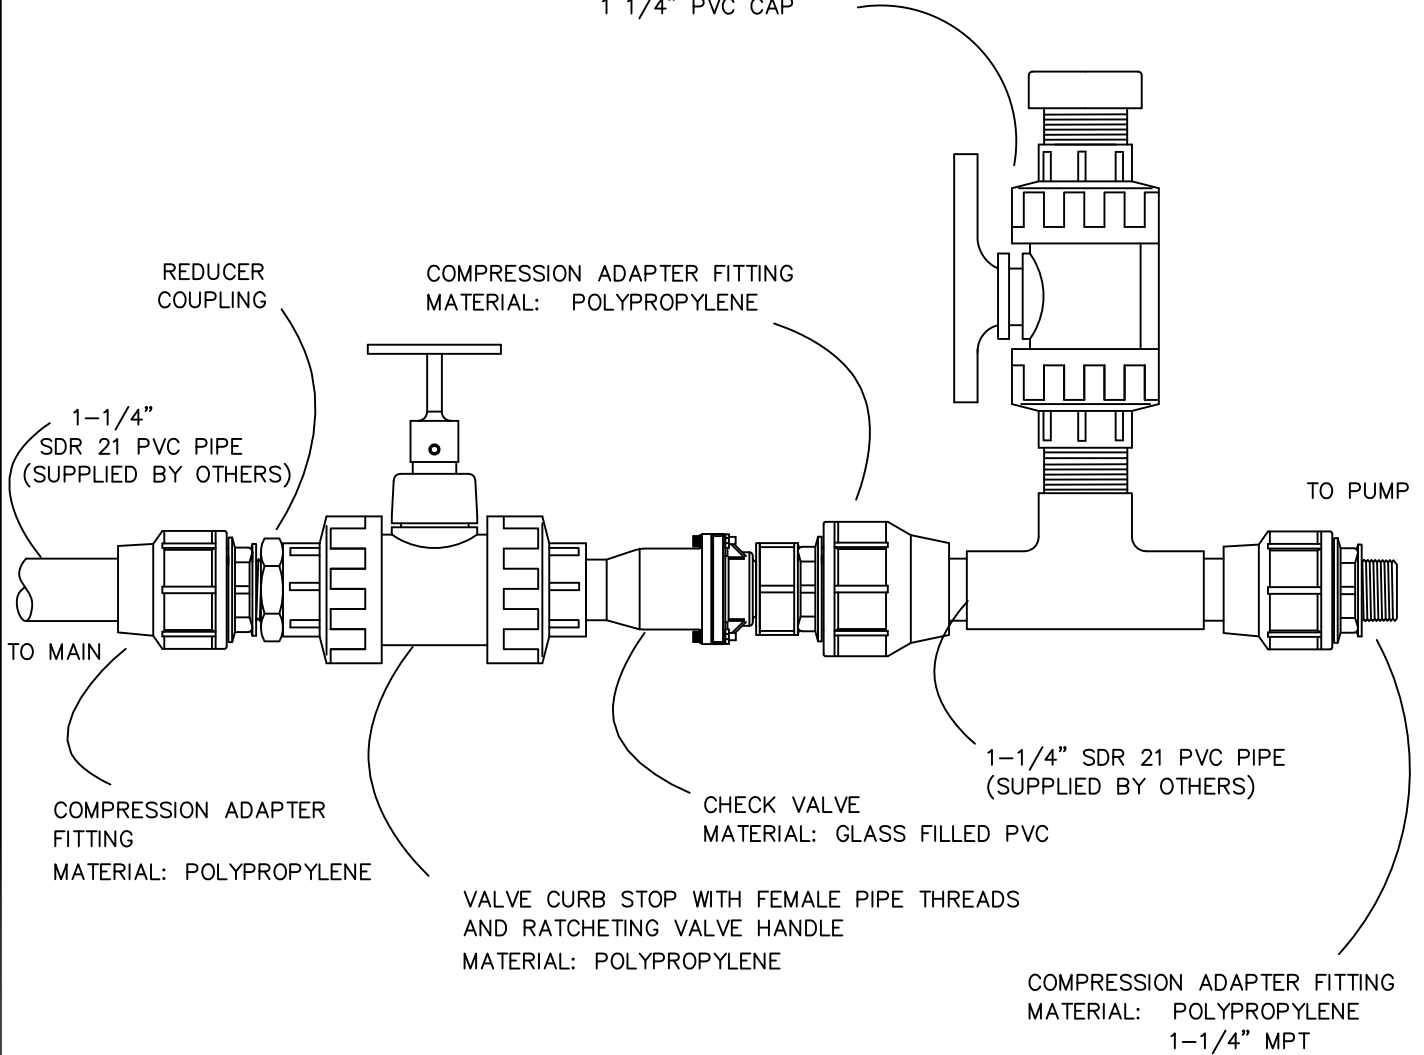 1 1/4" PVC CAP
REDUCER
COUPLING
COMPRESSION ADAPTER FITTING
MATERIAL: POLYPROPYLENE
1-1/4"
SDR 21 PVC PIPE
(SUPPLIED BY OTHERS)
TO PUMP
TO MAIN
1-1/4" SDR 21 PVC PIPE
(SUPPLIED BY OTHERS)
COMPRESSION ADAPTER
FITTING
MATERIAL: POLYPROPYLENE
CHECK VALVE
MATERIAL: GLASS FILLED PVC
VALVE CURB STOP WITH FEMALE PIPE THREADS
AND RATCHETING VALVE HANDLE
MATERIAL: POLYPROPYLENE
COMPRESSION ADAPTER FITTING
MATERIAL: POLYPROPYLENE
1-1/4" MPT